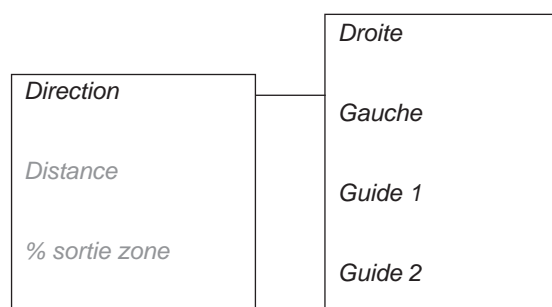 Direction
Distance
% sortie zone
Droite
Gauche
Guide 1
Guide 2